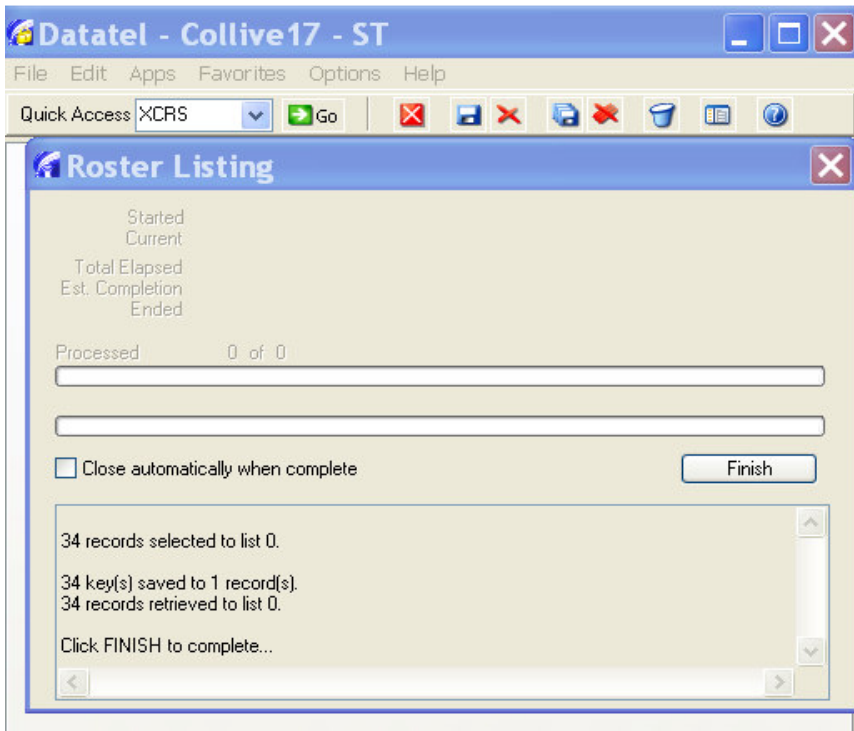 Datatel - Collive17 - ST
File Edit Apps Favorites Options Help
Quick Access XCRS Go
Roster Listing
Started
Current
Total Elapsed
Est. Completion
Ended
Processed 0 of 0
Close automatically when complete Finish
34 records selected to list 0.
34 key(s) saved to 1 record(s).
34 records retrieved to list 0.
Click FINISH to complete...